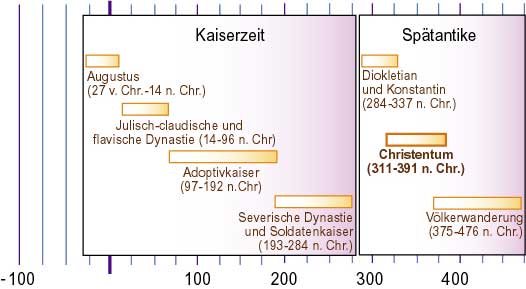 Kaiserzeit
Augustus
(27 v. Chr.-14 n. Chr.)
Julisch-claudische und
flavische Dynastie (14-96 n. Chr)
Adoptivkaiser
(97-192 n.Chr)
Severische Dynastie
und Soldatenkaiser
(193-284 n. Chr.)
Spätantike
Diokletian
und Konstantin
(284-337 n. Chr.)
Christentum
(311-391 n. Chr.)
Völkerwanderung
(375-476 n. Chr.)
-100 100 200 300 400